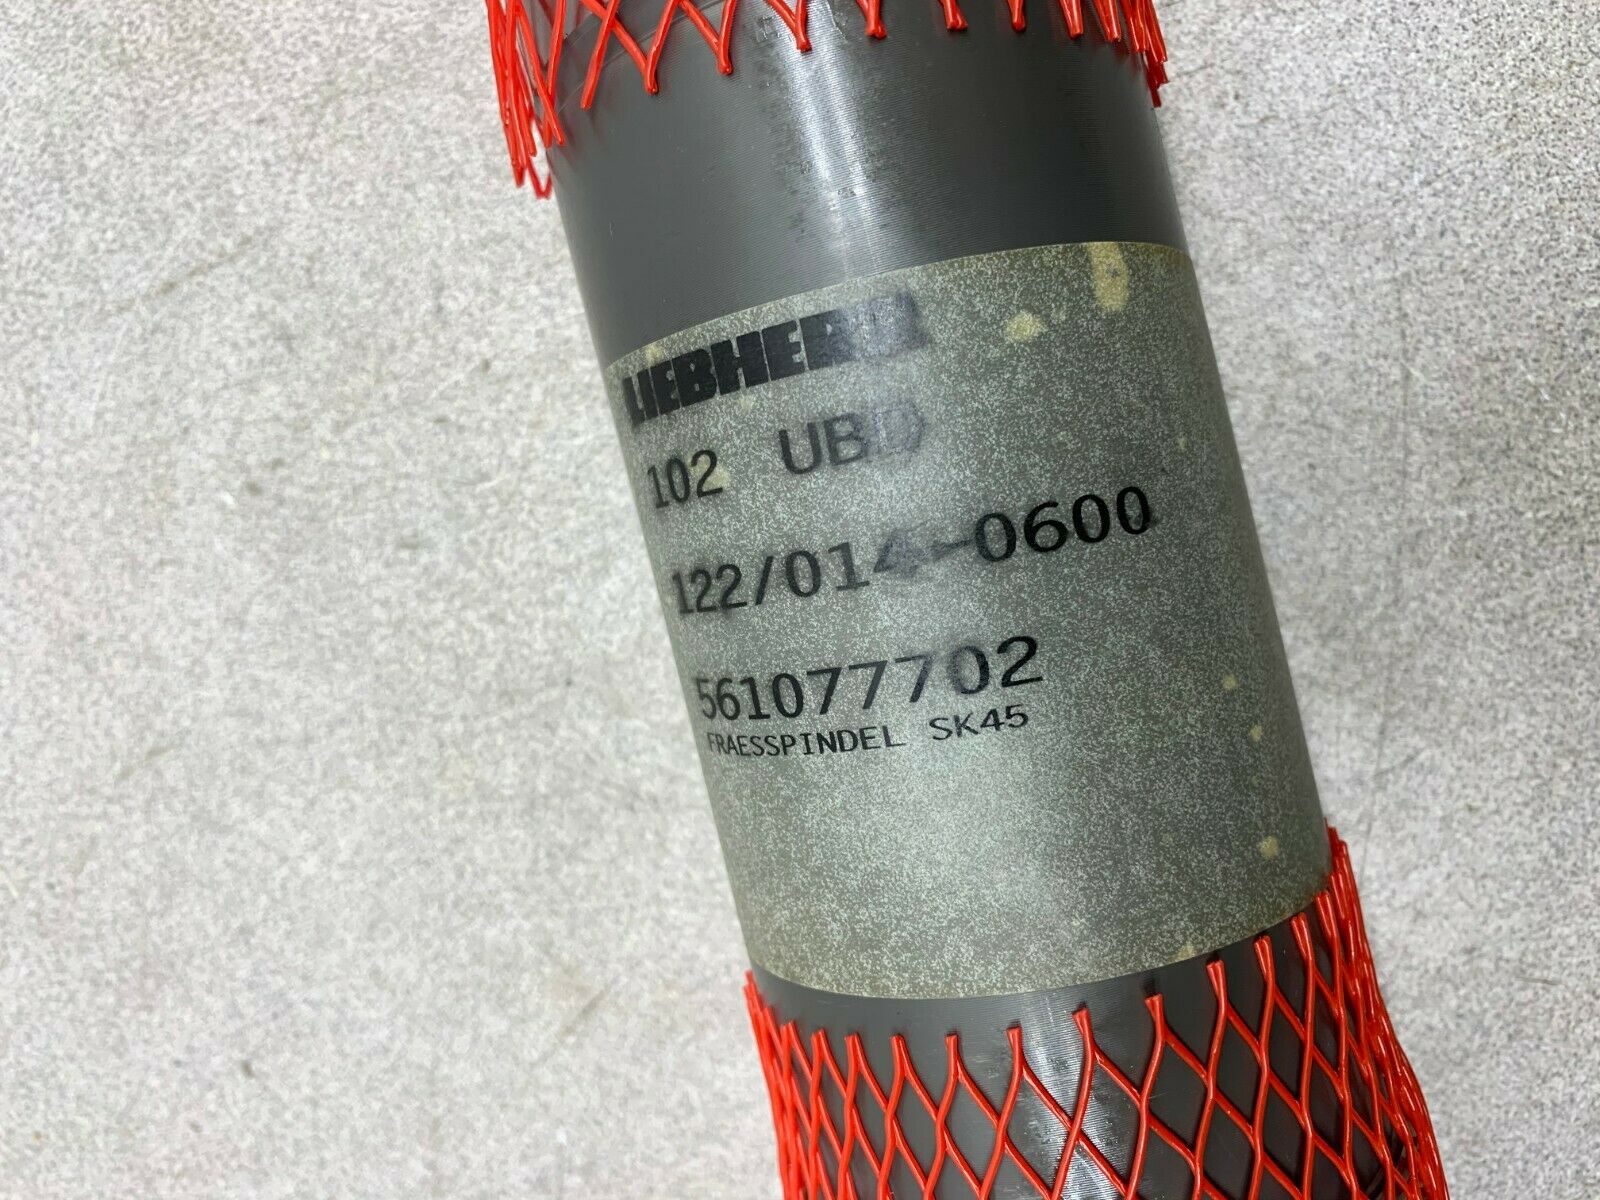 LIEBHERR
102 UBD
122/014-0600
561077702
FRAESSPINDEL SK45